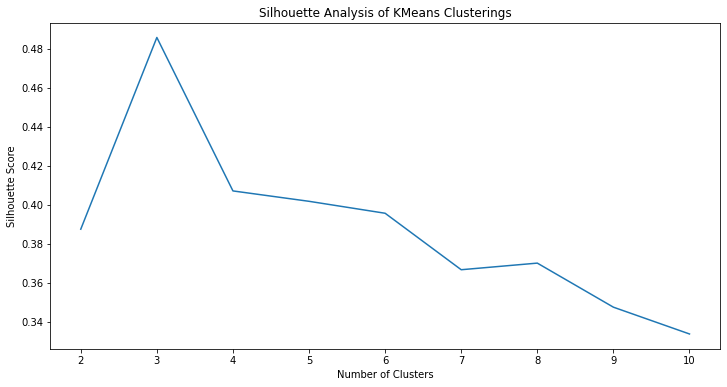 Silhouette Analysis of KMeans Clusterings
Silhouette Score
0.48
0.46
0.44
0.42
0.40
0.38
0.36
0.34
2 3 4 5 6 7 8 9 10
Number of Clusters